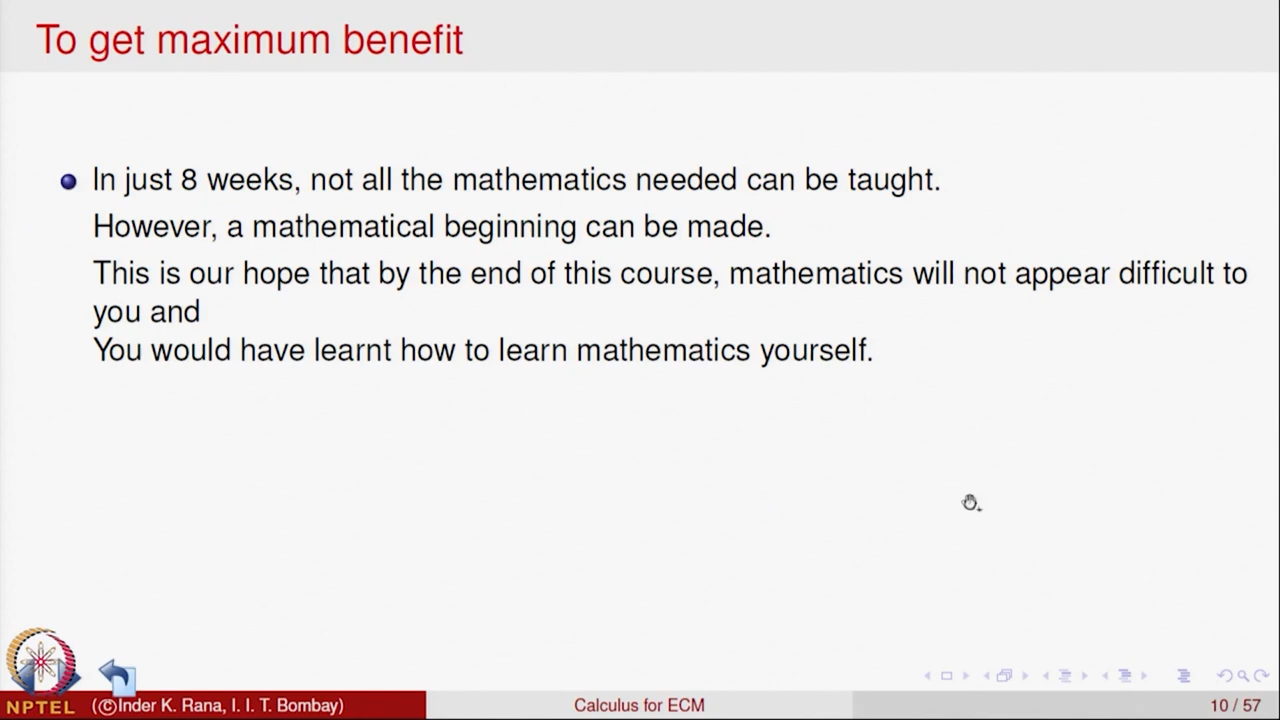 To get maximum benefit
In just 8 weeks, not all the mathematics needed can be taught.
However, a mathematical beginning can be made.
This is our hope that by the end of this course, mathematics will not appear difficult to
you and
You would have learnt how to learn mathematics yourself.
NPTEL
(©Inder K. Rana, I. I. T. Bombay)
Calculus for ECM
10 / 57